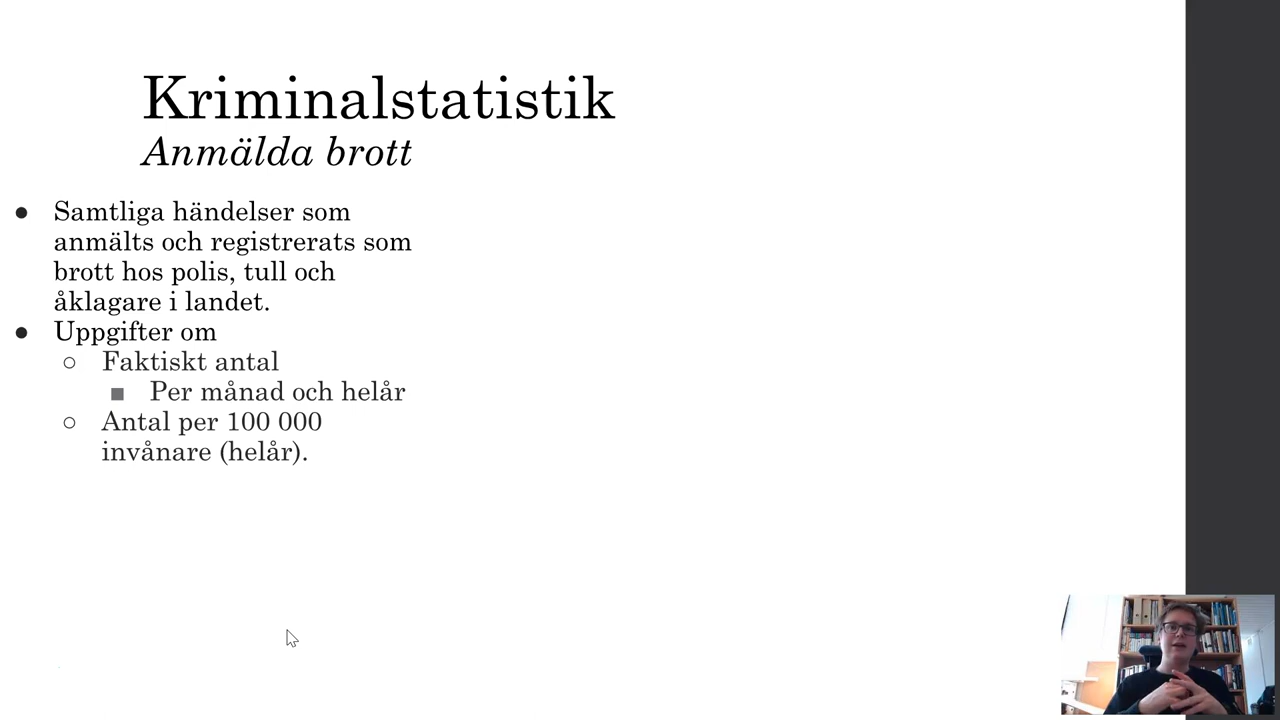 Kriminalstatistik
Anmälda brott
● Samtliga händelser som
anmälts och registrerats som
brott hos polis, tull och
åklagare i landet.
● Uppgifter om
○ Faktiskt antal
■ Per månad och helår
○ Antal per 100 000
invånare (helår).